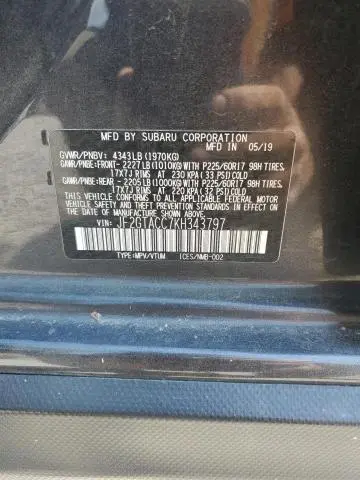 MFD BY SUBARU CORPORATION
MADE IN 05/19
GVWR/PNBV: 4343LB(1970KG)
GAWR/PNBE:FRONT- 2227LB(1010KG)WITH P225/60R17 98H TIRES,
17X7J RIMS AT 230 KPA(33 PSI)COLD
GAWR/PNBE:REAR - 2205LB(1000KG)WITH P225/60R17 98H TIRES,
17X7J RIMS AT 220 KPA(32 PSI)COLD
THIS VEHICLE CONFORMS TO ALL APPLICABLE FEDERAL MOTOR
VEHICLE SAFETY, BUMPER, AND THEFT PREVENTION STANDARDS
IN EFFECT ON THE DATE OF MANUFACTURE SHOWN ABOVE.
VIN: JF2GTACC7KH343797
TYPE:MPV/VTUM ICES/NMB-002